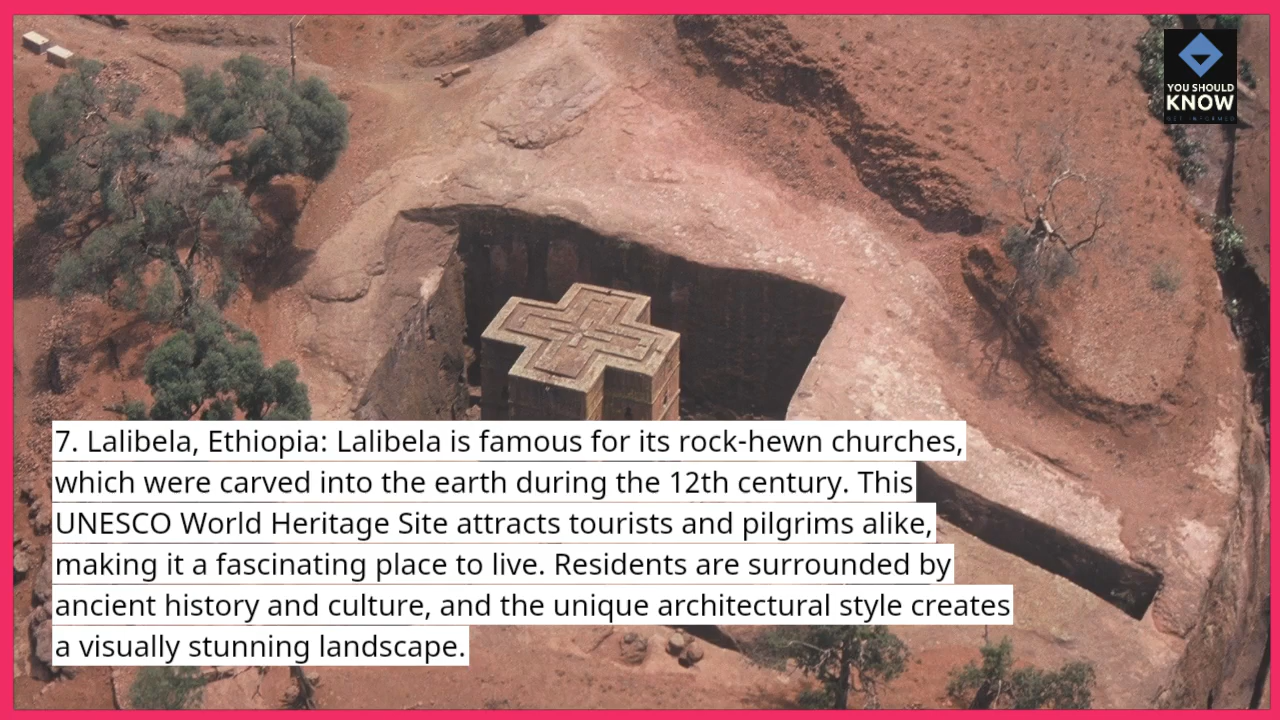 YOU SHOULD
KNOW
GET INFORMED
7. Lalibela, Ethiopia: Lalibela is famous for its rock-hewn churches,
which were carved into the earth during the 12th century. This
UNESCO World Heritage Site attracts tourists and pilgrims alike,
making it a fascinating place to live. Residents are surrounded by
ancient history and culture, and the unique architectural style creates
a visually stunning landscape.